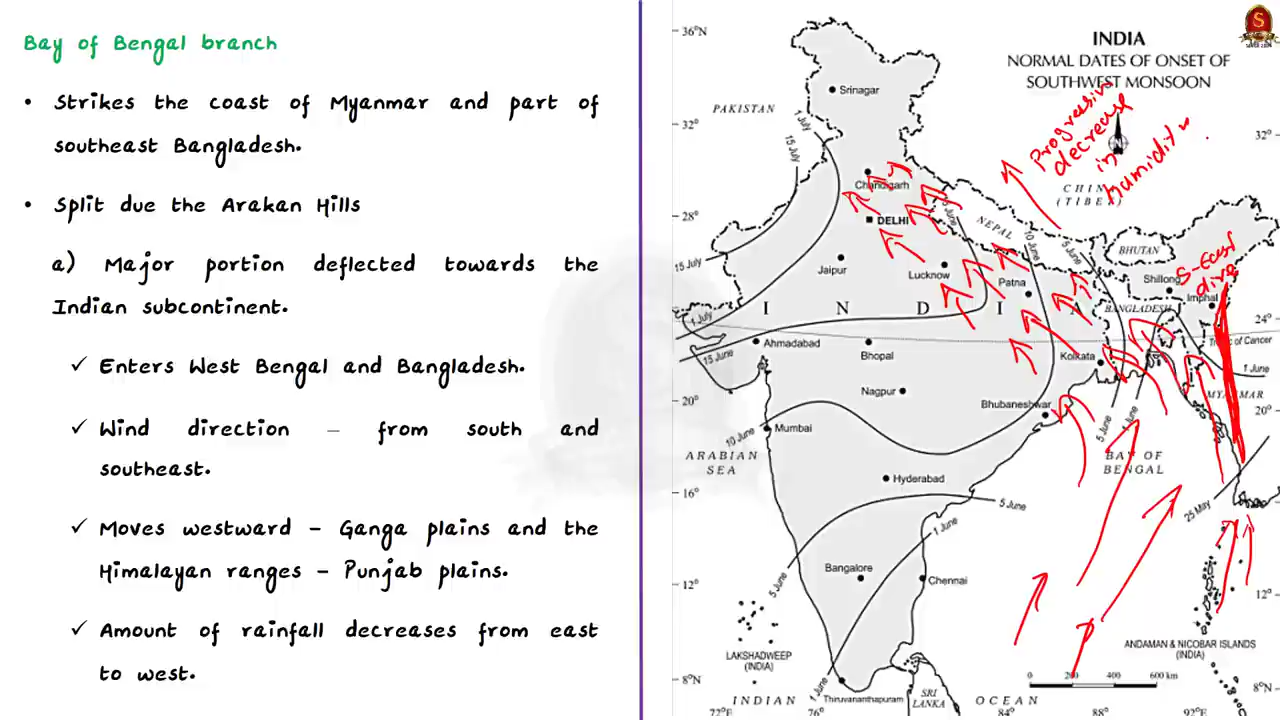 Bay of Bengal branch
• Strikes the coast of Myanmar and part of
southeast Bangladesh.
• Split due the Arakan Hills
a) Major portion deflected towards the
Indian subcontinent.
✓ Enters West Bengal and Bangladesh.
✓ Wind direction – from south and
southeast.
✓ Moves westward – Ganga plains and the
Himalayan ranges – Punjab plains.
✓ Amount of rainfall decreases from east
to west.
INDIA
NORMAL DATES OF ONSET OF
SOUTHWEST MONSOON
Progressive
decrease
in
humidity
36°N
32°
28°
20°
16°
12°
8°N
32°
24°
20°
12°
8°N
72°E
76°
84°
88°
92°E
PAKISTAN
Srinagar
1 July
15 July
Chandigarh
DELHI
5 June
NEPAL
CHINA
(TIBET)
10 June
5 June
BHUTAN
S-East
Shillong
Imphal
15 July
Jaipur
Lucknow
Patna
I N D I A
BANGLADESH
1 July
15 June
Ahmadabad
Bhopal
Kolkata
Tropic of Cancer
1 June
MYANMAR
Nagpur
Bhubaneshwar
10 June
Mumbai
5 June
1 June
ARABIAN
SEA
BAY OF
BENGAL
Hyderabad
5 June
25 May
1 June
Bangalore
Chennai
5 June
LAKSHADWEEP
(INDIA)
ANDAMAN & NICOBAR ISLANDS
(INDIA)
0 200 400 600 km
1 June
Thiruvananthapuram
SRI
LANKA
INDIAN OCEAN